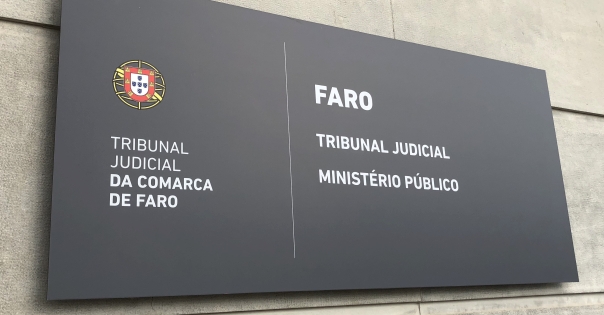 TRIBUNAL
JUDICIAL
DA COMARCA
DE FARO
FARO
TRIBUNAL JUDICIAL
MINISTÉRIO PÚBLICO